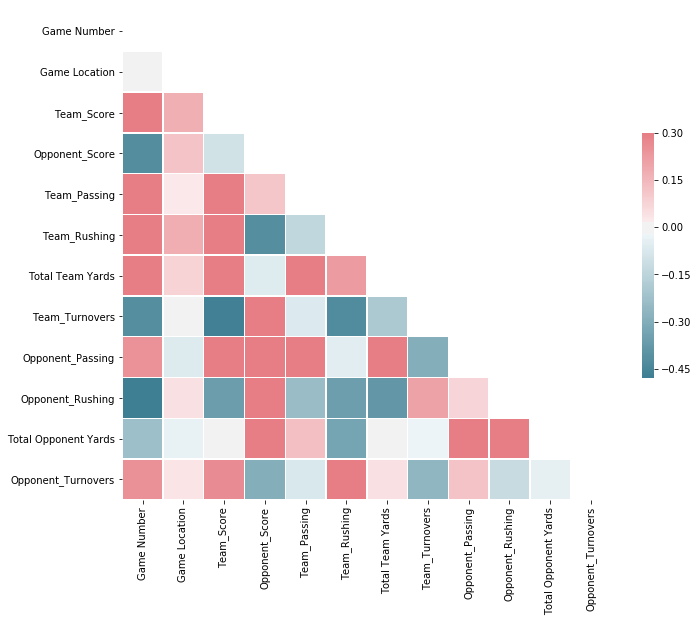 Game Number
Game Location
Team_Score
Opponent_Score
Team_Passing
Team_Rushing
Total Team Yards
Team_Turnovers
Opponent_Passing
Opponent_Rushing
Total Opponent Yards
Opponent_Turnovers
Game Number
Game Location
Team_Score
Opponent_Score
Team_Passing
Team_Rushing
Total Team Yards
Team_Turnovers
Opponent_Passing
Opponent_Rushing
Total Opponent Yards
Opponent_Turnovers
0.30
0.15
0.00
−0.15
−0.30
−0.45